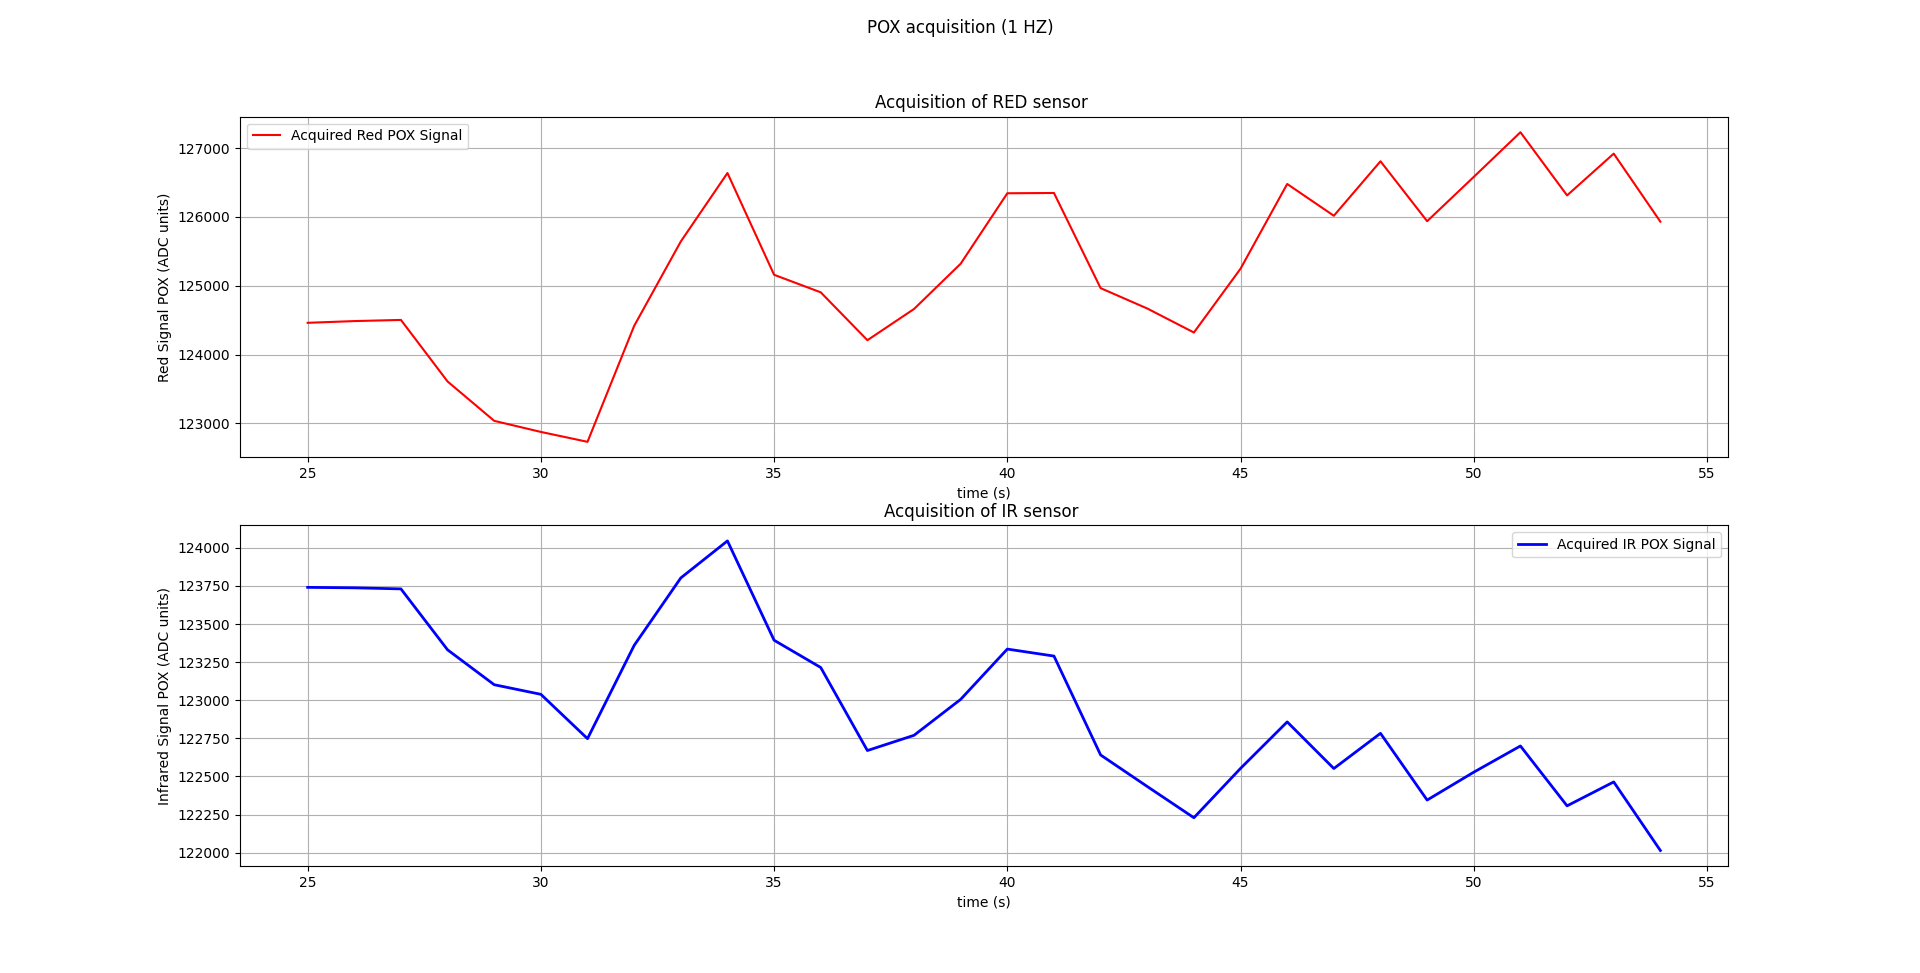 POX acquisition (1 HZ)
Acquisition of RED sensor
Acquired Red POX Signal
Red Signal POX (ADC units)
127000
126000
125000
124000
123000
25 30 35 40 45 50 55
time (s)
Acquisition of IR sensor
Acquired IR POX Signal
Infrared Signal POX (ADC units)
124000
123750
123500
123250
123000
122750
122500
122250
122000
25 30 35 40 45 50 55
time (s)